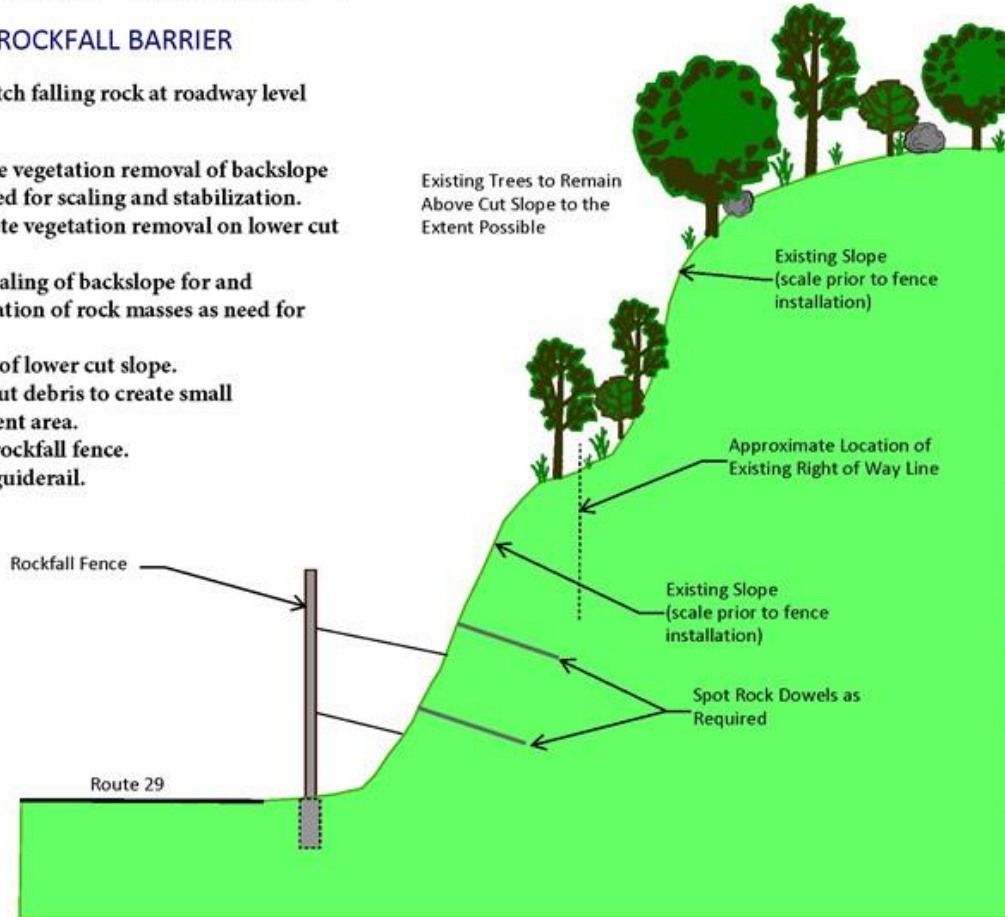 ROCKFALL BARRIER
tch falling rock at roadway level
e vegetation removal of backslope
ed for scaling and stabilization.
te vegetation removal on lower cut
aling of backslope for and
ation of rock masses as need for
of lower cut slope.
ut debris to create small
ent area.
rockfall fence.
guiderail.
Existing Trees to Remain
Above Cut Slope to the
Extent Possible
Existing Slope
(scale prior to fence
installation)
Approximate Location of
Existing Right of Way Line
Rockfall Fence
Existing Slope
(scale prior to fence
installation)
Spot Rock Dowels as
Required
Route 29